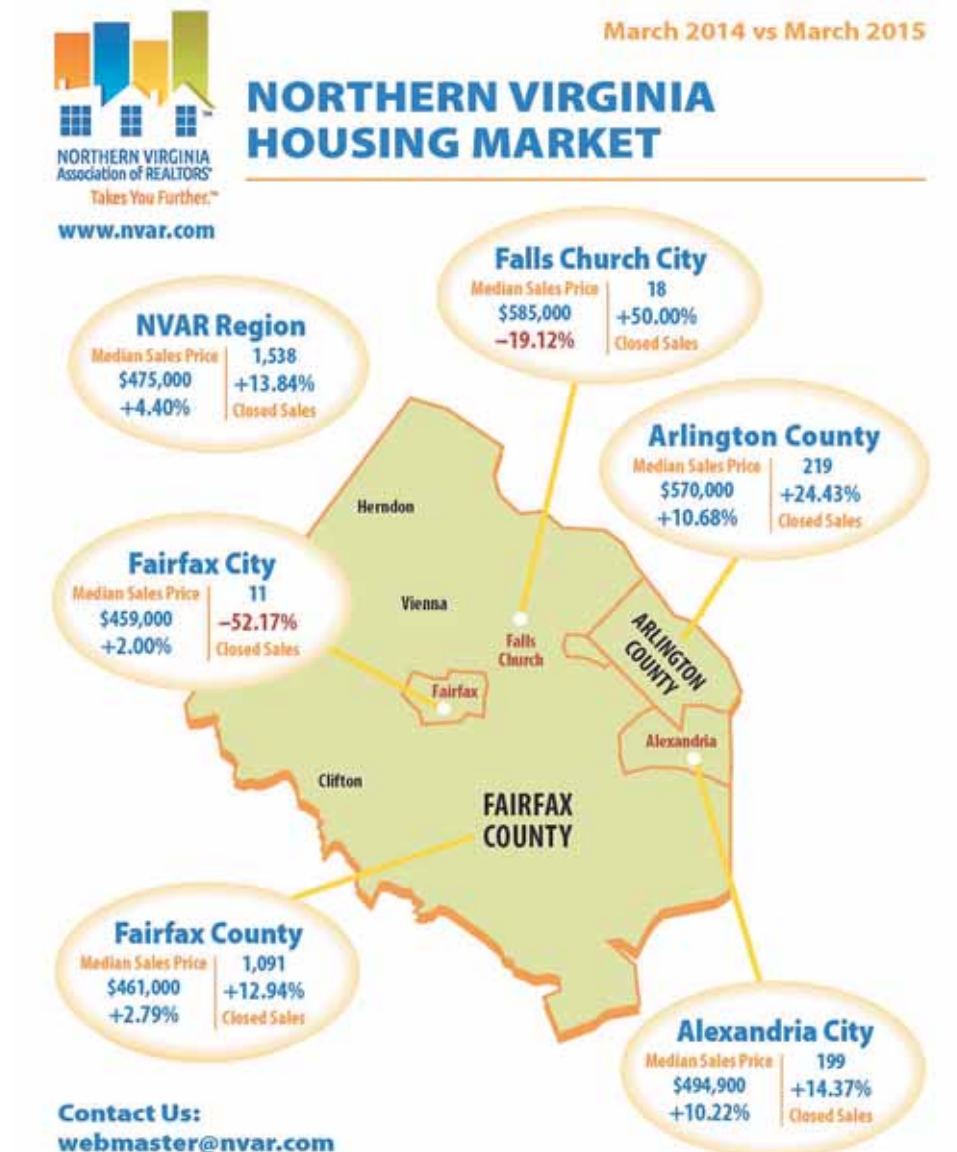 March 2014 vs March 2015
NORTHERN VIRGINIA
HOUSING MARKET
NORTHERN VIRGINIA
Association of REALTORS®
Takes You Further.™
www.nvar.com
Falls Church City
Median Sales Price
$585,000
–19.12%
18
+50.00%
Closed Sales
NVAR Region
Median Sales Price
$475,000
+4.40%
1,538
+13.84%
Closed Sales
Arlington County
Median Sales Price
$570,000
+10.68%
219
+24.43%
Closed Sales
Herndon
Fairfax City
Median Sales Price
$459,000
+2.00%
11
–52.17%
Closed Sales
Vienna
Falls
Church
ARLINGTON
COUNTY
Fairfax
Alexandria
Clifton
FAIRFAX
COUNTY
Fairfax County
Median Sales Price
$461,000
+2.79%
1,091
+12.94%
Closed Sales
Alexandria City
Median Sales Price
$494,900
+10.22%
199
+14.37%
Closed Sales
Contact Us:
webmaster@nvar.com